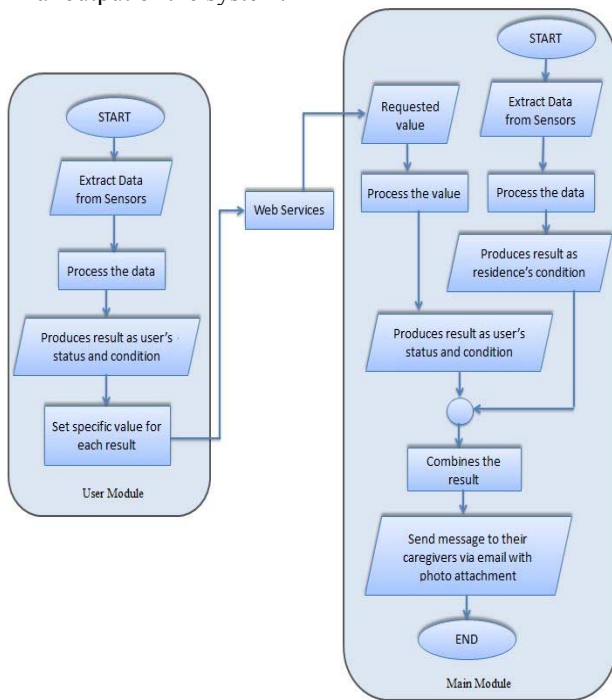 START
Extract Data
from Sensors
Process the data
Produces result as user's
status and condition
Set specific value for
each result
User Module
Web Services
Requested
value
Process the value
Produces result as user's
status and condition
START
Extract Data
from Sensors
Process the data
Produces result as
residence's condition
Combines the
result
Send message to their
caregivers via email with
photo attachment
END
Main Module